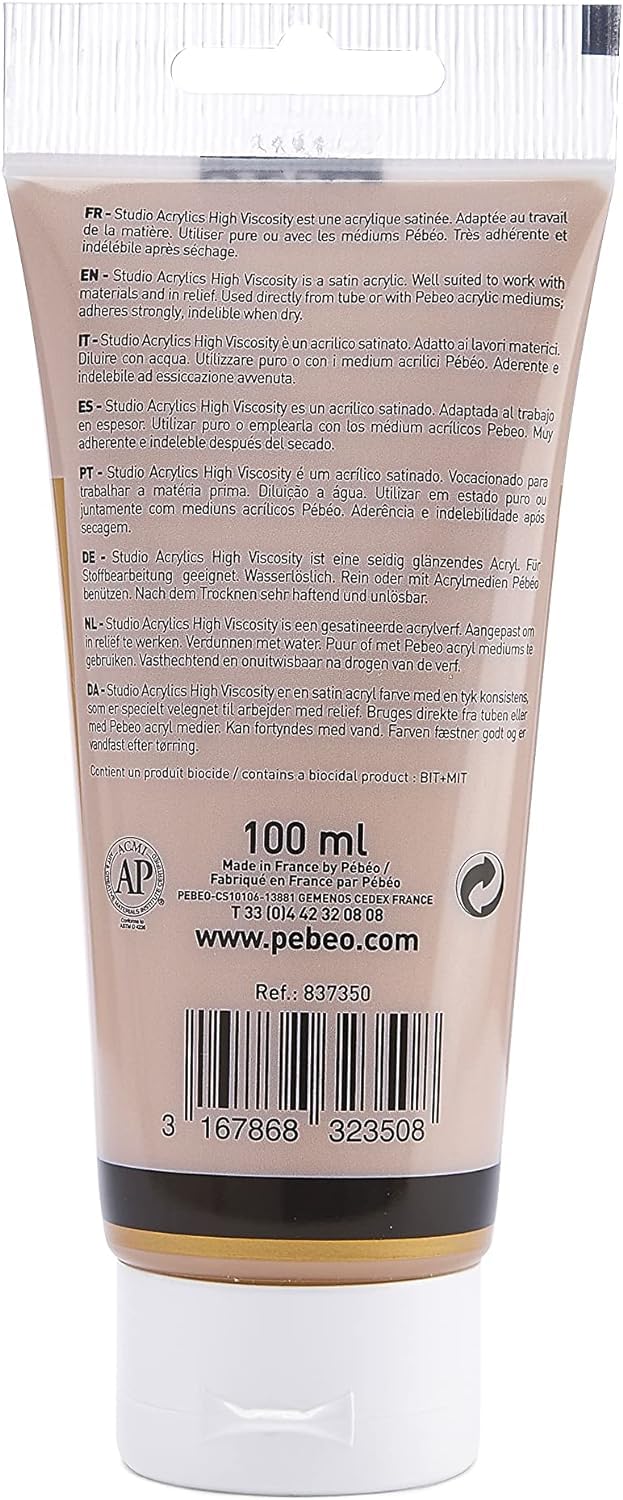 FR - Studio Acrylics High Viscosity est une acrylique satinée. Adaptée au travail
de la matière. Utiliser pure ou avec les médiums Pébéo. Très adhérente et
indélébile après séchage.
EN - Studio Acrylics High Viscosity is a satin acrylic. Well suited to work with
materials and in relief. Used directly from tube or with Pebeo acrylic mediums;
adheres strongly, indelible when dry.
IT - Studio Acrylics High Viscosity è un acrilico satinato. Adatto ai lavori materici.
Diluire con acqua. Utilizzare puro o con i medium acrilici Pébéo. Aderente e
indelebile ad essiccazione avvenuta.
ES - Studio Acrylics High Viscosity es un acrílico satinado. Adaptada al trabajo
en espesor. Utilizar puro o emplearla con los médium acrílicos Pebeo. Muy
adherente e indeleble después del secado.
PT - Studio Acrylics High Viscosity é um acrílico satinado. Vocacionado para
trabalhar a matéria prima. Diluição a água. Utilizar em estado puro ou
juntamente com mediuns acrílicos Pébéo. Aderência e indelebilidade após
secagem.
DE - Studio Acrylics High Viscosity ist eine seidig glänzendes Acryl. Für
Stoffbearbeitung geeignet. Wasserlöslich. Rein oder mit Acrylmedien Pébéo
benützen. Nach dem Trocknen sehr haftend und unlösbar.
NL - Studio Acrylics High Viscosity is een gesatineerde acrylverf. Aangepast om
in relief te werken. Verdunnen met water. Puur of met Pebeo acryl mediums te
gebruiken. Vasthechtend en onuitwisbaar na drogen van de verf.
DA - Studio Acrylics High Viscosity er en satin acryl farve med en tyk konsistens,
som er specielt velegnet til arbejder med relief. Bruges direkte fra tuben eller
med Pebeo acryl medier. Kan fortyndes med vand. Farven fæstner godt og er
vandfast efter tørring.
Contient un produit biocide / contains a biocidal product : BIT+MIT
100 ml
Made in France by Pébéo /
Fabriqué en France par Pébéo
PEBEO-CS10106-13881 GEMENOS CEDEX FRANCE
T 33 (0)4 42 32 08 08
www.pebeo.com
ACMI
AP
ART & CREATIVE MATERIALS INSTITUTE CERTIFIED
®
Conforms to
ASTM D 4236
Ref.: 837350
3 167868 323508